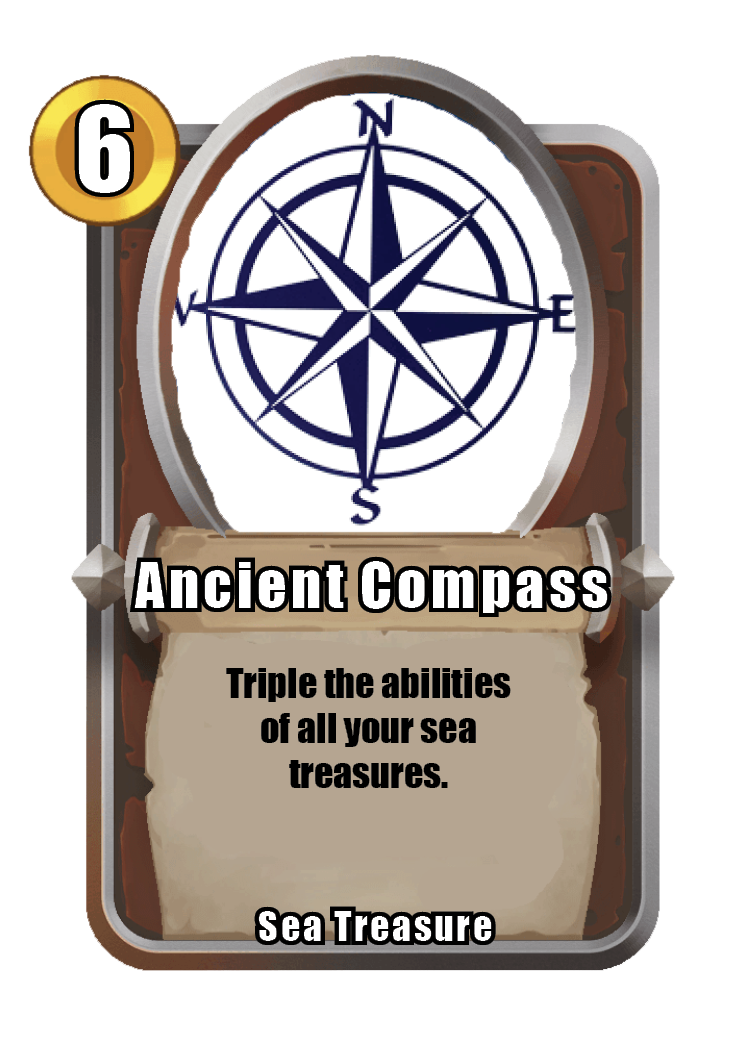 6
N
W
E
S
Ancient Compass
Triple the abilities
of all your sea
treasures.
Sea Treasure